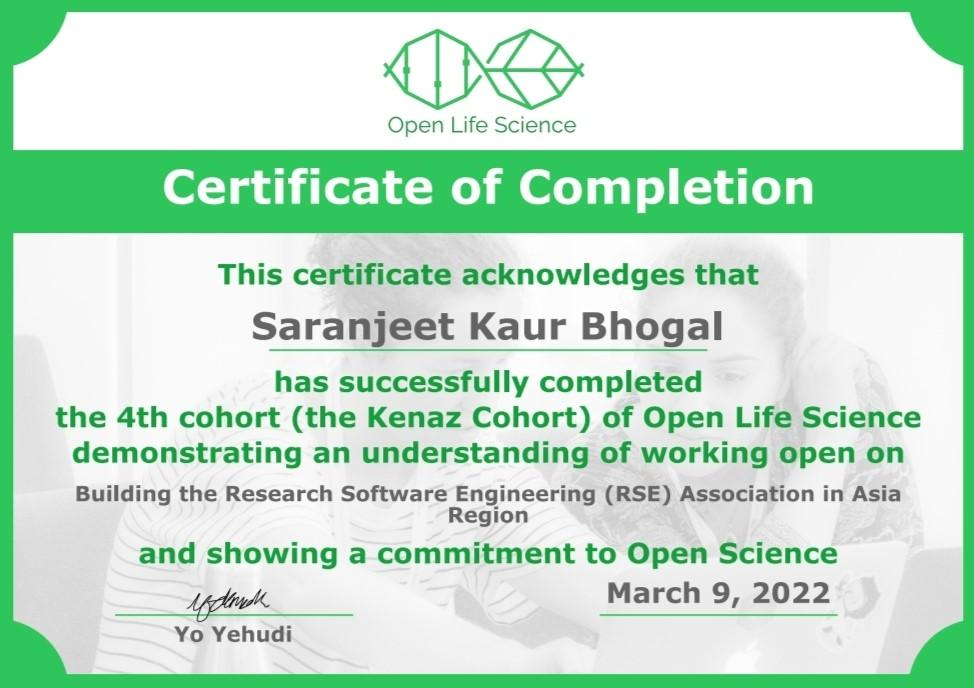 Open Life Science
Certificate of Completion
This certificate acknowledges that
Saranjeet Kaur Bhogal
has successfully completed
the 4th cohort (the Kenaz Cohort) of Open Life Science
demonstrating an understanding of working open on
Building the Research Software Engineering (RSE) Association in Asia
Region
and showing a commitment to Open Science
March 9, 2022
Yo Yehudi